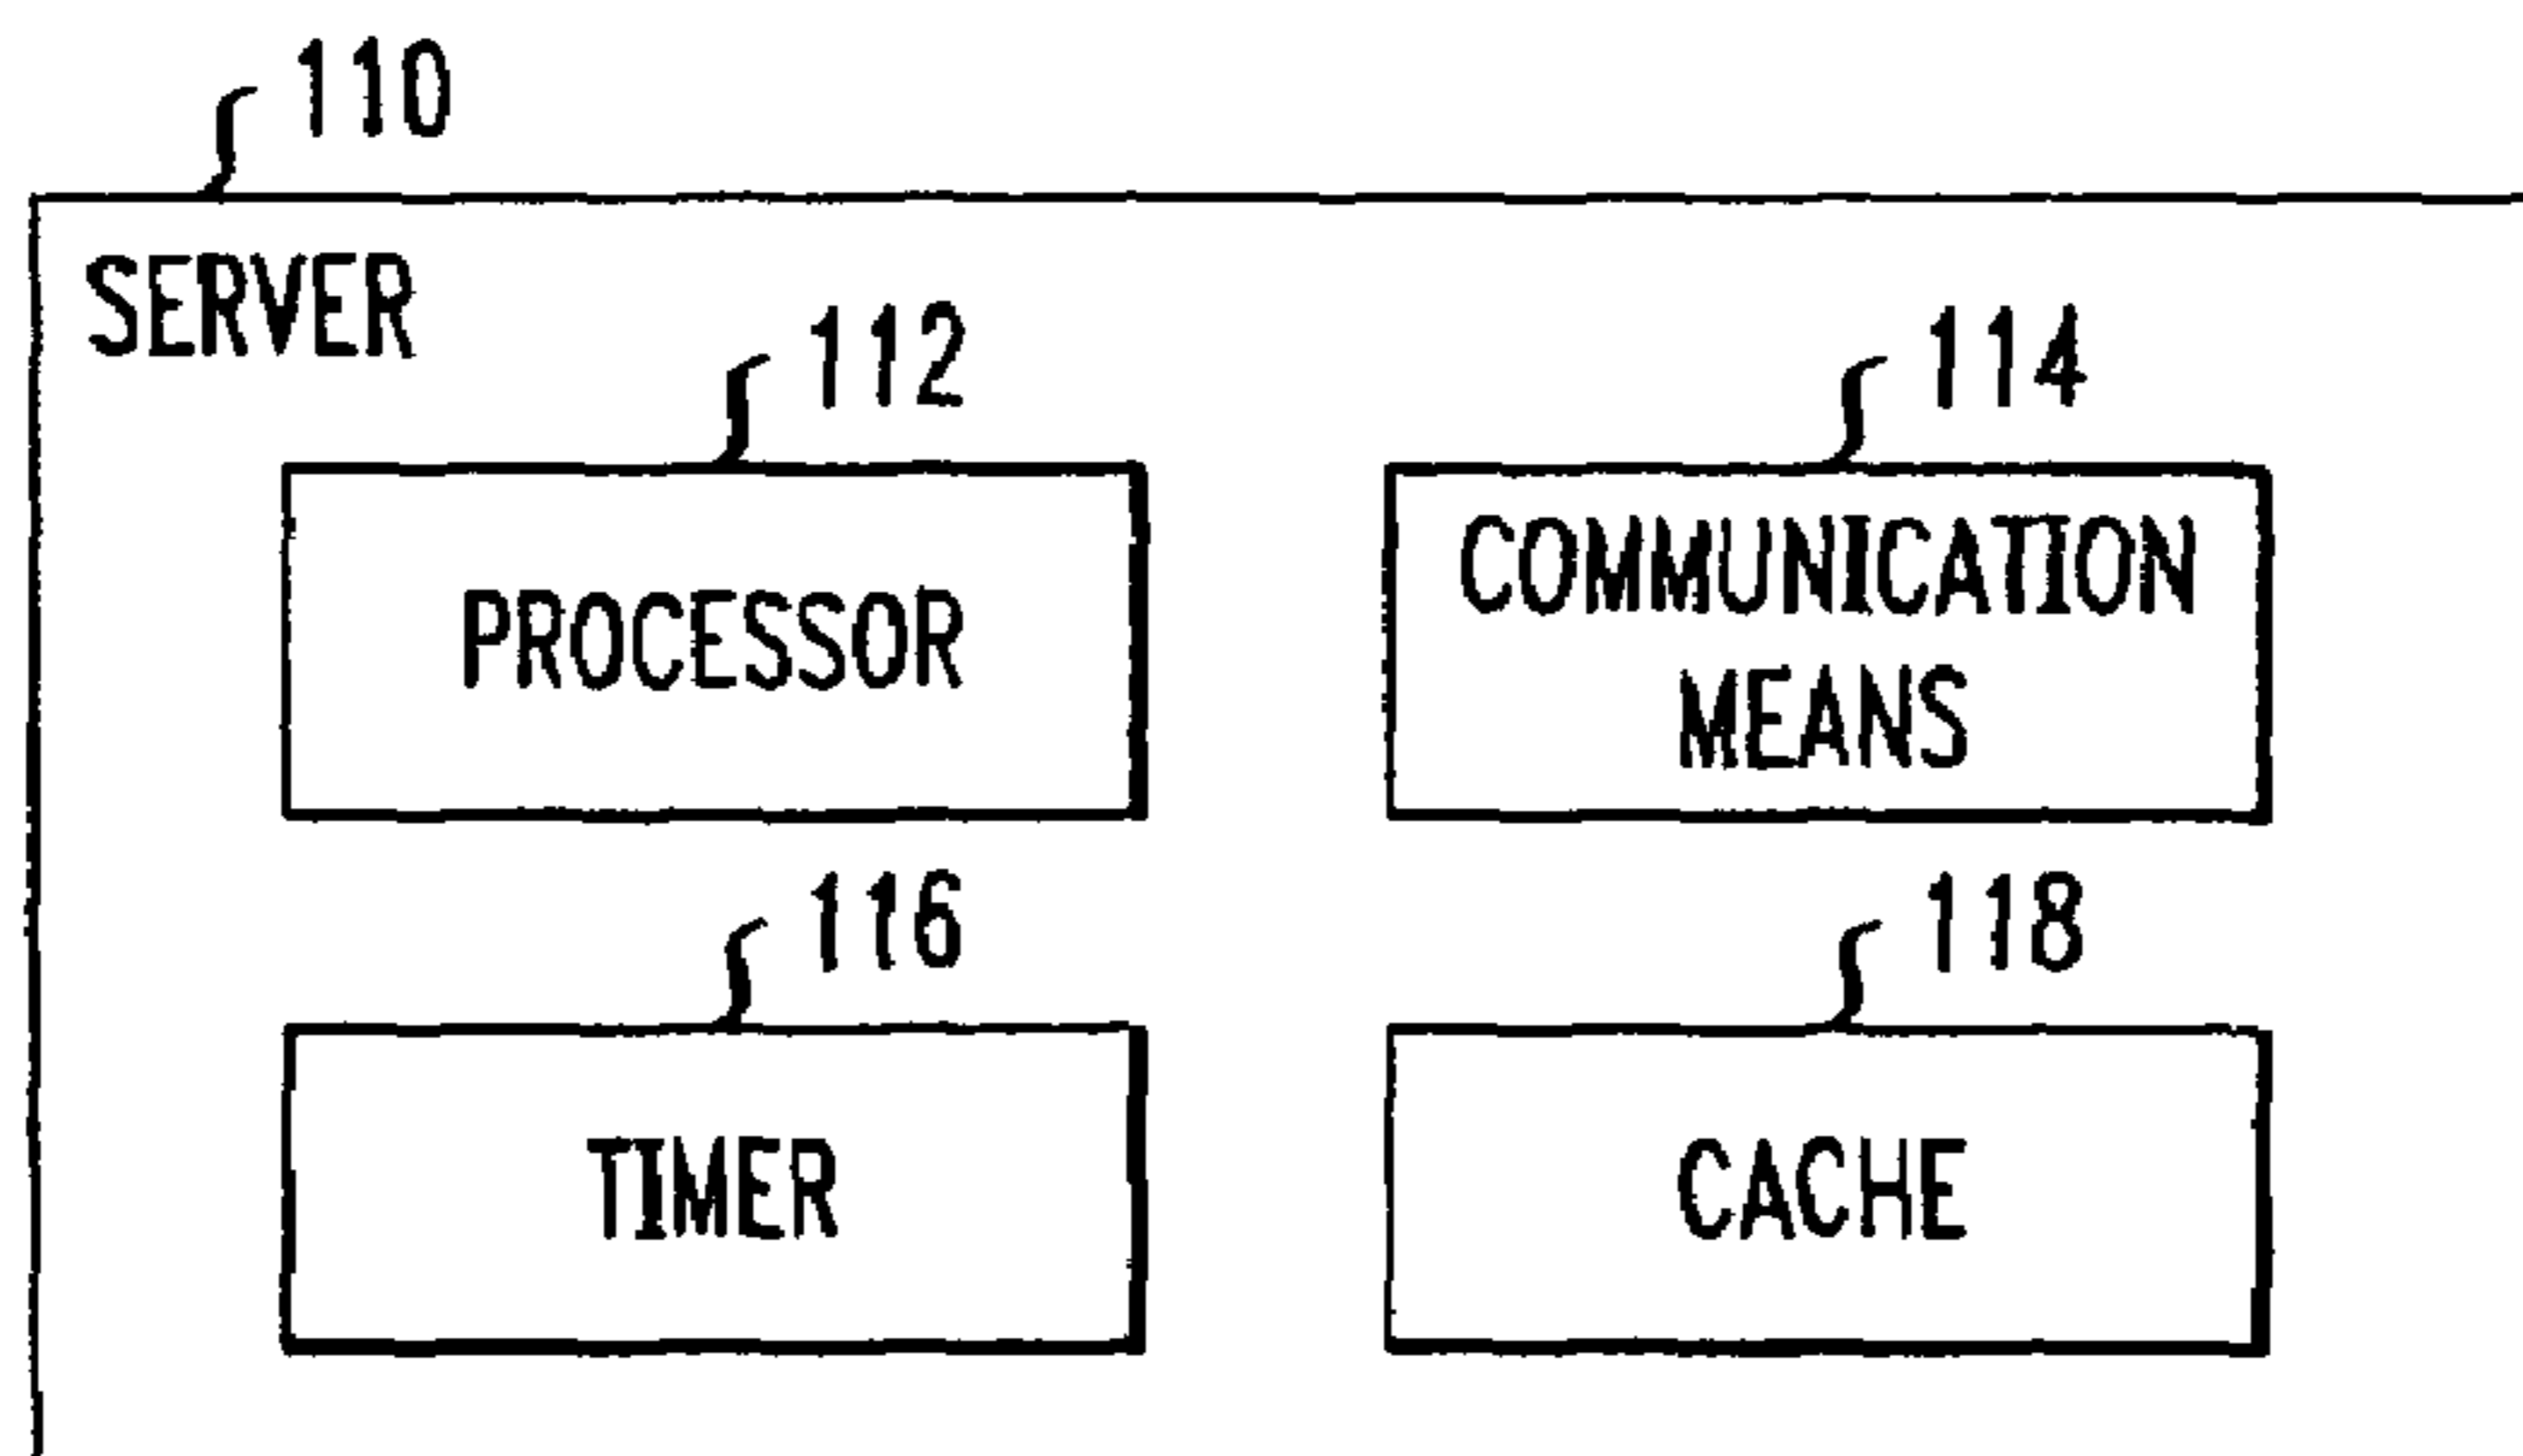 110
SERVER
112
114
PROCESSOR
COMMUNICATION
MEANS
116
118
TIMER
CACHE